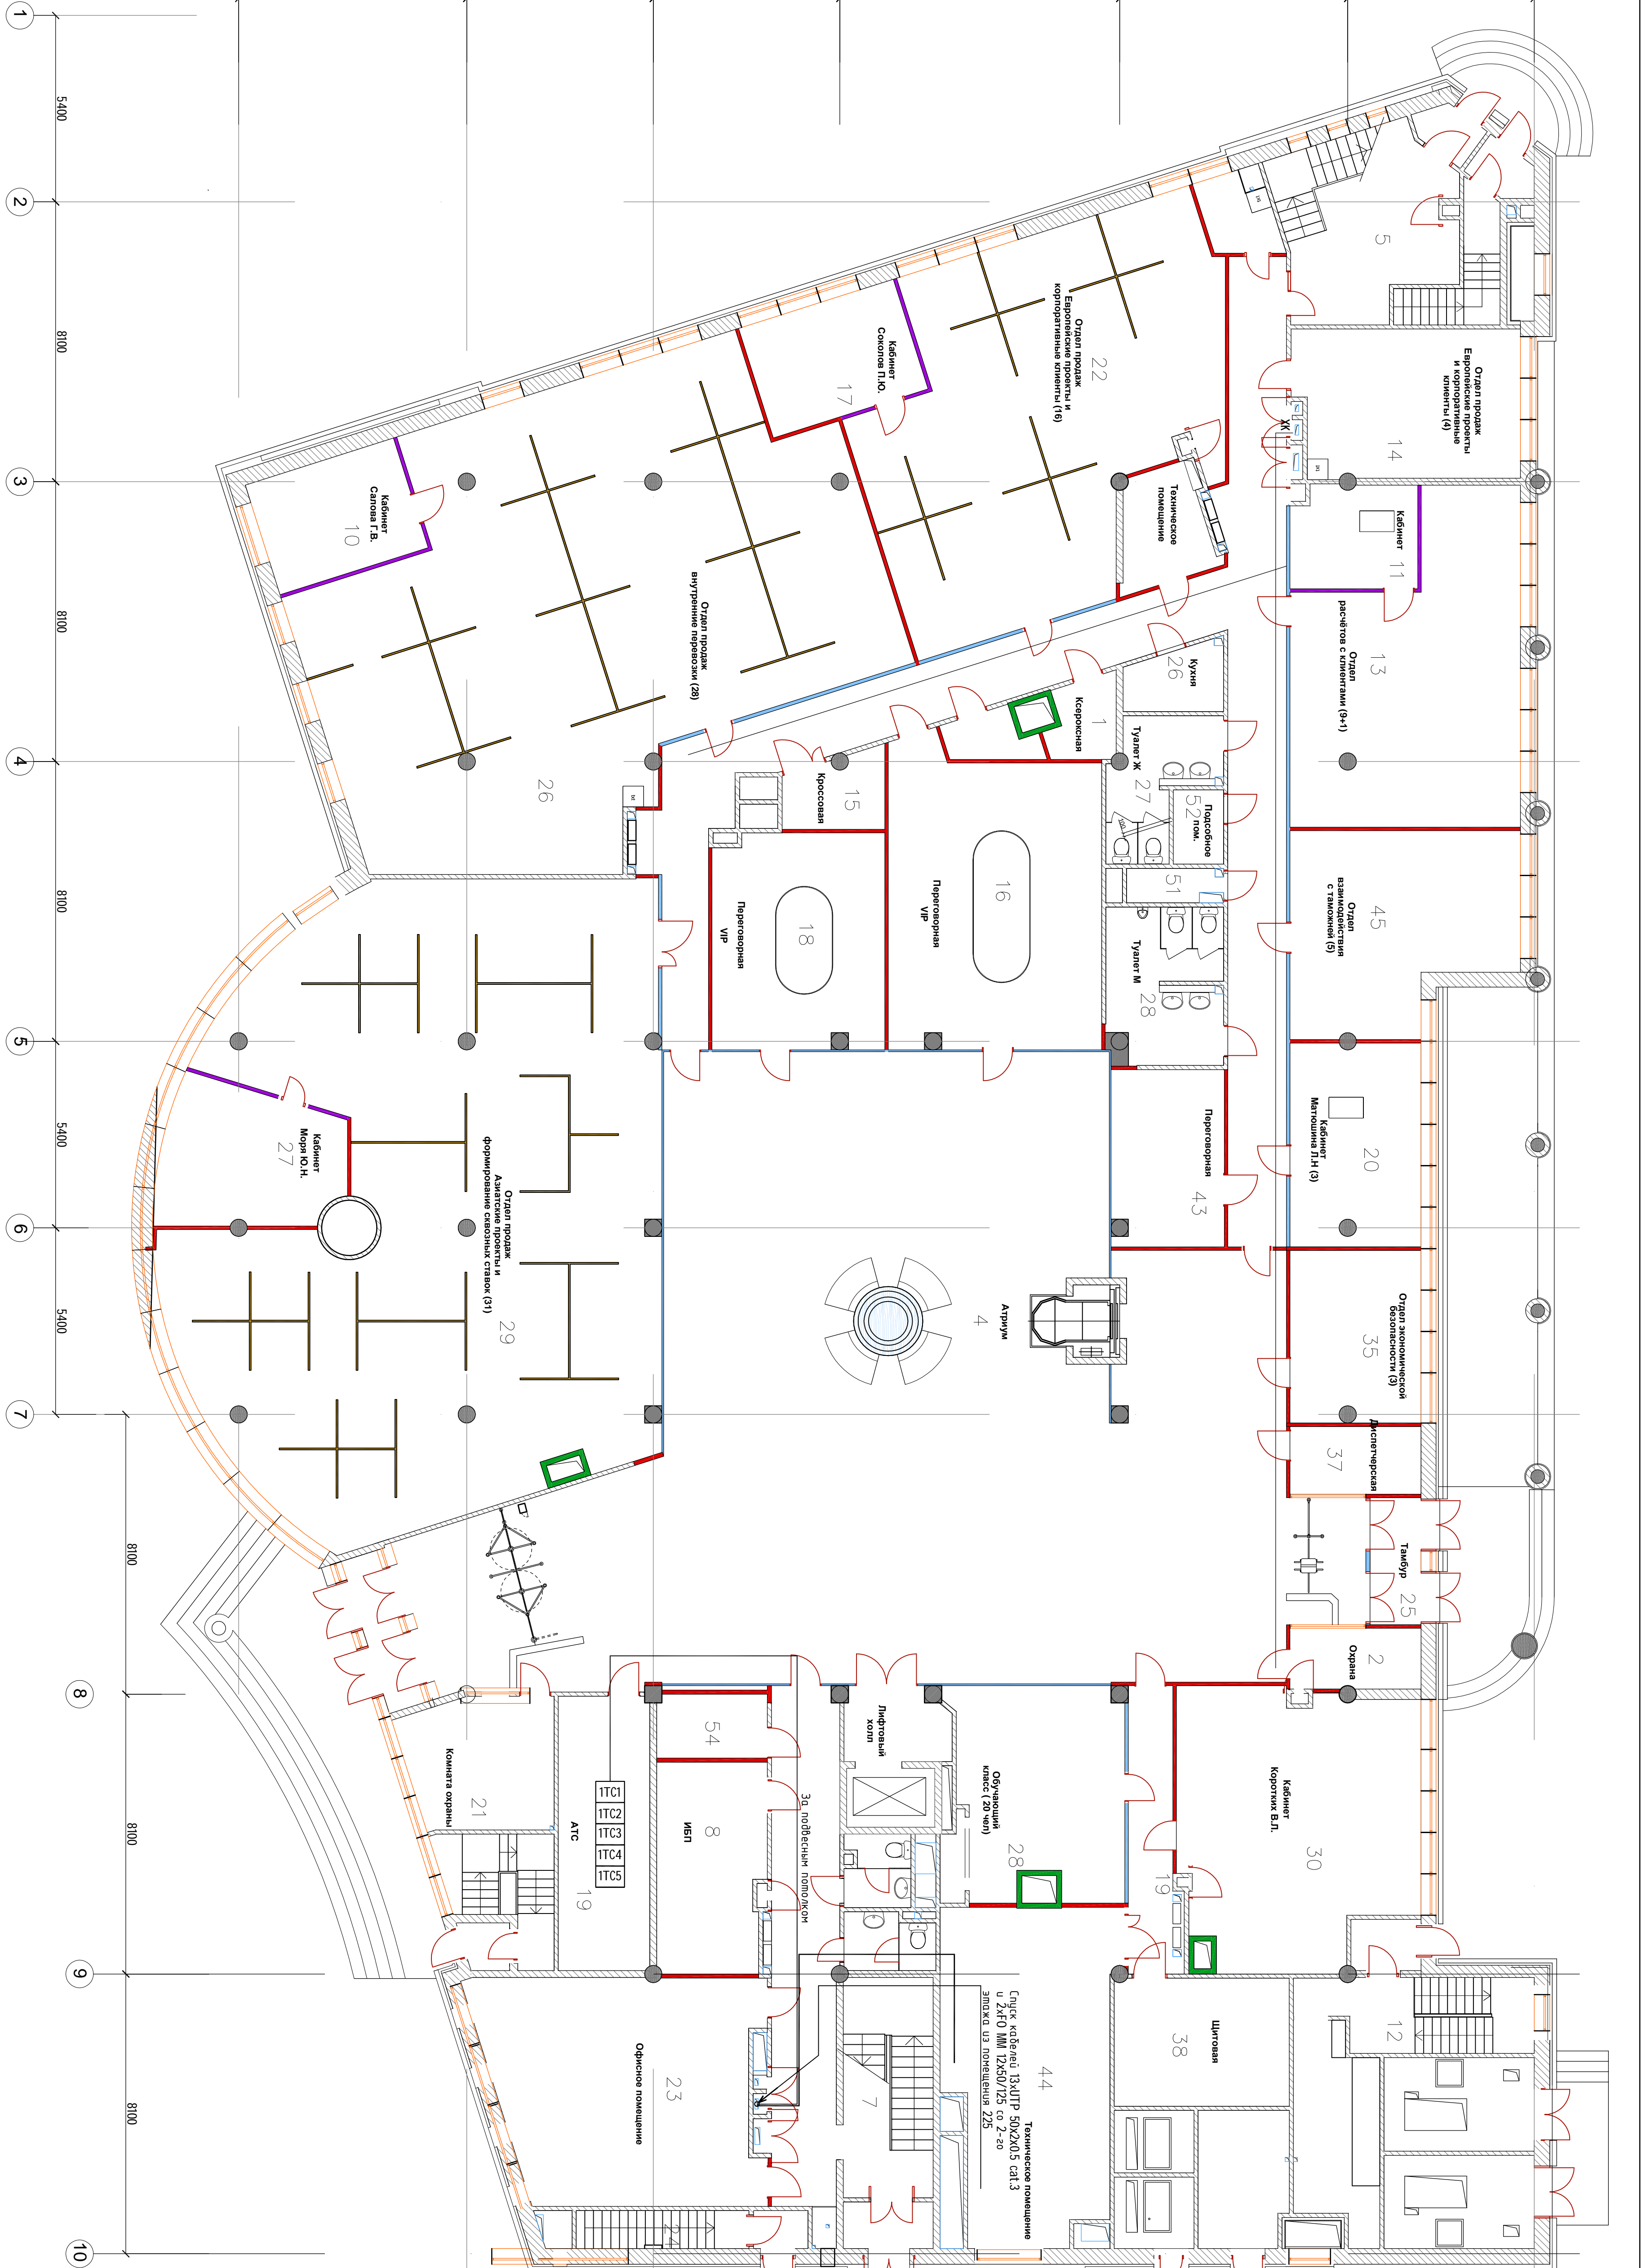 1
5400
2
8100
3
8100
4
8100
5
5400
6
5400
7
8100
8
8100
9
8100
10
5
Отдел продаж
Европейские проекты
и корпоративные
клиенты (4)
14
ХК
Кабинет
11
Отдел
расчётов с клиентами (9+1)
13
Отдел
взаимодействия
с таможней (5)
45
Кабинет
Матюшина Л.Н (3)
20
Отдел экономической
безопасности (3)
35
Диспетчерская
37
Тамбур
25
Охрана
2
Кабинет
Коротких В.Л.
30
12
Отдел продаж
Европейские проекты и
корпоративные клиенты (16)
22
Техническое
помещение
Кабинет
Соколов П.Ю.
17
Кабинет
Салова Г.В.
10
Отдел продаж
внутренние перевозки (28)
26
Кухня
26
Ксероксная
1
Туалет Ж
27
Подсобное
пом.
52
51
Туалет М
28
Кроссовая
15
Переговорная
VIP
16
Переговорная
VIP
18
Переговорная
43
Атриум
4
Кабинет
Моря Ю.Н.
27
Отдел продаж
Азиатские проекты и
формирование сквозных ставок (31)
29
Комната охраны
21
АТС
19
1ТС1
1ТС2
1ТС3
1ТС4
1ТС5
54
ИБП
8
За подвесным потолком
Лифтовый
холл
Обучающий
класс ( 20 чел)
28
19
Щитовая
38
Техническое помещение
44
Спуск кабелей 13xUTP 50x2x0.5 cat.3
и 2xFO MM 12x50/125 со 2-го
этажа из помещения 225
7
Офисное помещение
23